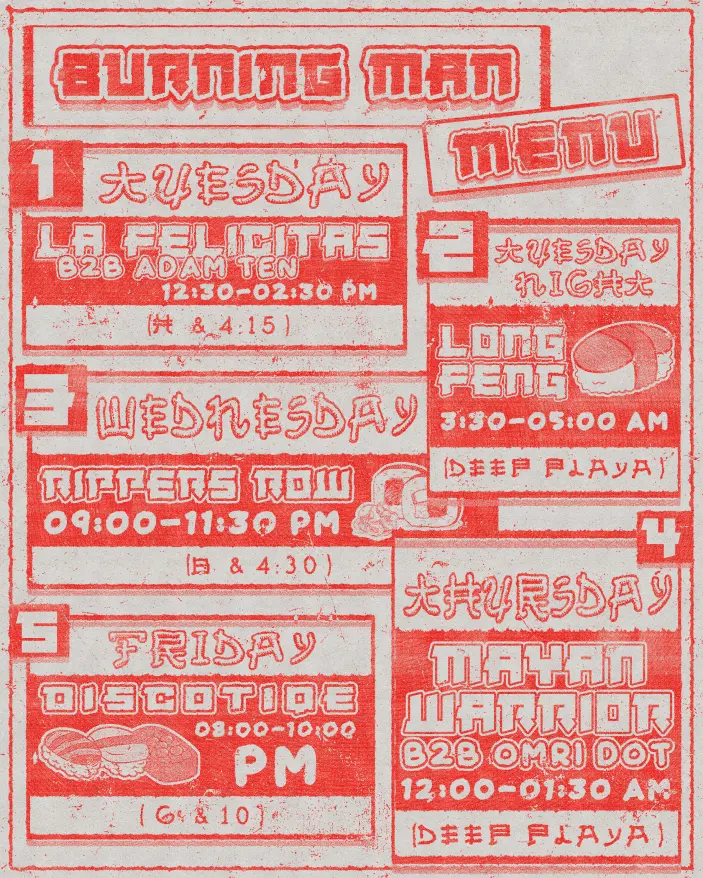 BURNING MAN
MENU
1
TUESDAY
LA FELICITAS
B2B ADAM TEN
12:30-02:30 PM
(H & 4:15)
2
TUESDAY
NIGHT
LONG
FENG
3:30-05:00 AM
(DEEP PLAYA)
3
WEDNESDAY
RIPPERS ROW
09:00-11:30 PM
(B & 4:30)
4
THURSDAY
MAYAN
WARRIOR
B2B OMRI DOT
12:00-01:30 AM
(DEEP PLAYA)
5
FRIDAY
DISCOTIQE
08:00-10:00
PM
(G & 10)